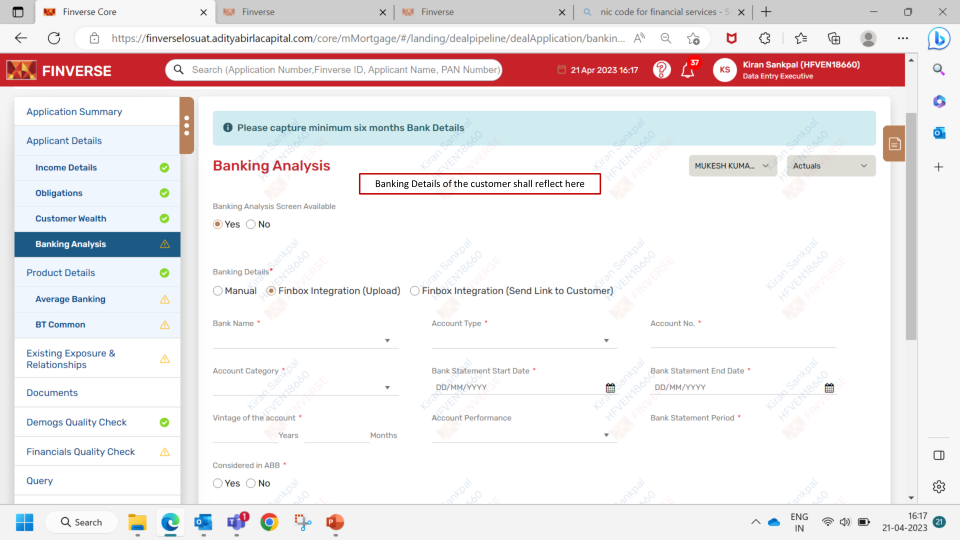 Finverse Core
Finverse
Finverse
nic code for financial services - S
https://finverselosuat.adityabirlacapital.com/core/mMortgage/#/landing/dealpipeline/dealApplication/bankin...
FINVERSE
Search (Application Number,Finverse ID, Applicant Name, PAN Number)
21 Apr 2023 16:17
37
KS
Kiran Sankpal (HFVEN18660)
Data Entry Executive
Application Summary
Applicant Details
Income Details
Obligations
Customer Wealth
Banking Analysis
Product Details
Average Banking
BT Common
Existing Exposure &
Relationships
Documents
Demogs Quality Check
Financials Quality Check
Query
Please capture minimum six months Bank Details
Banking Analysis
MUKESH KUMA...
Actuals
Banking Details of the customer shall reflect here
Banking Analysis Screen Available
Yes No
Banking Details*
Manual Finbox Integration (Upload) Finbox Integration (Send Link to Customer)
Bank Name * Account Type * Account No. *
Account Category * Bank Statement Start Date * Bank Statement End Date *
DD/MM/YYYY DD/MM/YYYY
Vintage of the account * Account Performance Bank Statement Period *
Years Months
Considered in ABB *
Yes No
Kiran Sankpal
HFVEN18660
FINVERSE
Search
1
ENG
IN
16:17
21-04-2023
21